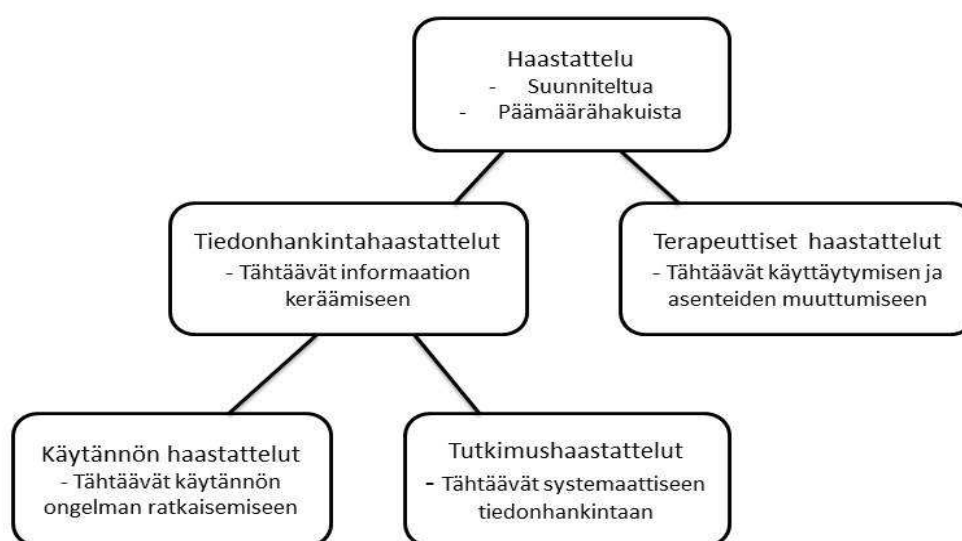 Haastattelu
- Suunniteltua
- Päämäärähakuista
Tiedonhankintahaastattelut
- Tähtäävät informaation
keräämiseen
Terapeuttiset haastattelut
- Tähtäävät käyttäytymisen ja
asenteiden muuttumiseen
Käytännön haastattelut
- Tähtäävät käytännön
ongelman ratkaisemiseen
Tutkimushaastattelut
- Tähtäävät systemaattiseen
tiedonhankintaan